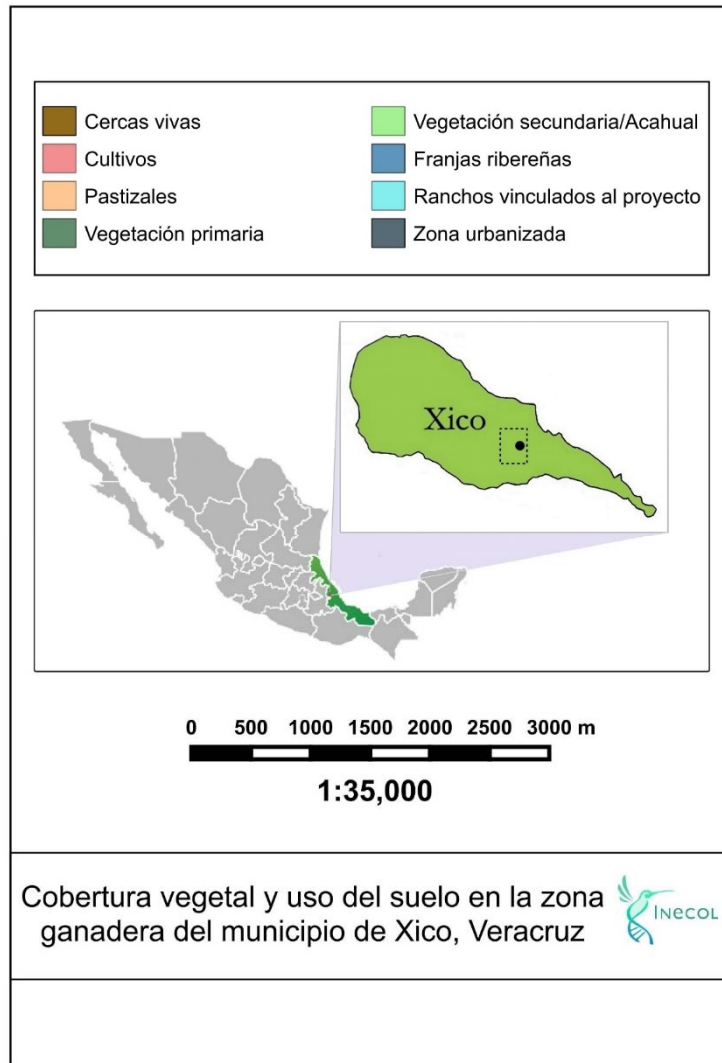 Cercas vivas
Cultivos
Pastizales
Vegetación primaria
Vegetación secundaria/Acahual
Franjas ribereñas
Ranchos vinculados al proyecto
Zona urbanizada
Xico
0 500 1000 1500 2000 2500 3000 m
1:35,000
Cobertura vegetal y uso del suelo en la zona
ganadera del municipio de Xico, Veracruz
INECOL